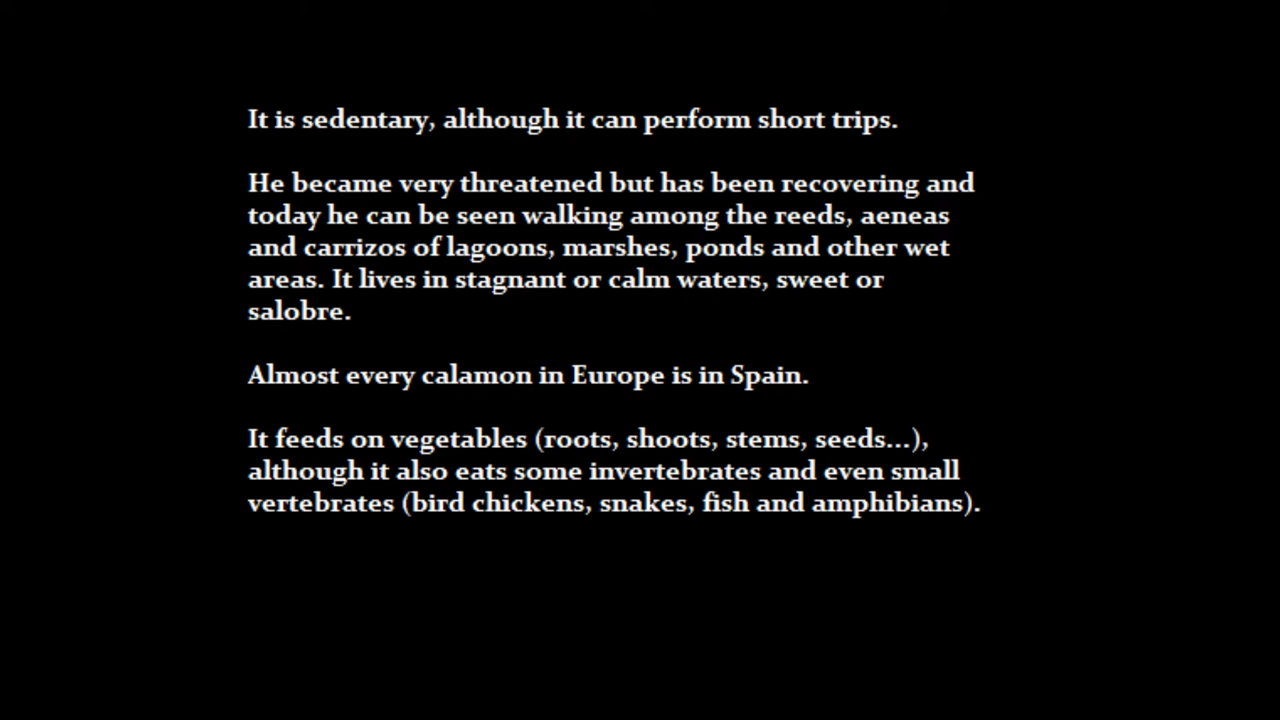 It is sedentary, although it can perform short trips.
He became very threatened but has been recovering and
today he can be seen walking among the reeds, aeneas
and carrizos of lagoons, marshes, ponds and other wet
areas. It lives in stagnant or calm waters, sweet or
salobre.
Almost every calamon in Europe is in Spain.
It feeds on vegetables (roots, shoots, stems, seeds...),
although it also eats some invertebrates and even small
vertebrates (bird chickens, snakes, fish and amphibians).